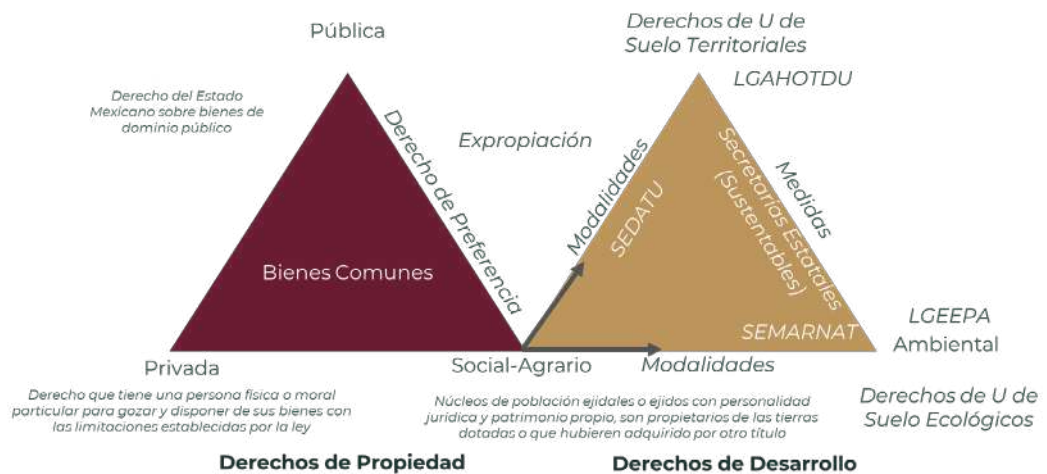 Pública
Derecho del Estado
Mexicano sobre bienes de
dominio público
Derecho de Preferencia
Bienes Comunes
Privada
Derecho que tiene una persona física o moral
particular para gozar y disponer de sus bienes con
las limitaciones establecidas por la ley
Derechos de Propiedad
Expropiación
Derechos de U de
Suelo Territoriales
LGAHOTDU
Modalidades
SEDATU
Secretarías Estatales
(Sustentables)
Medidas
SEMARNAT
LGEEPA
Ambiental
Social-Agrario
Modalidades
Núcleos de población ejidales o ejidos con personalidad
jurídica y patrimonio propio, son propietarios de las tierras
dotadas o que hubieren adquirido por otro título
Derechos de U de
Suelo Ecológicos
Derechos de Desarrollo